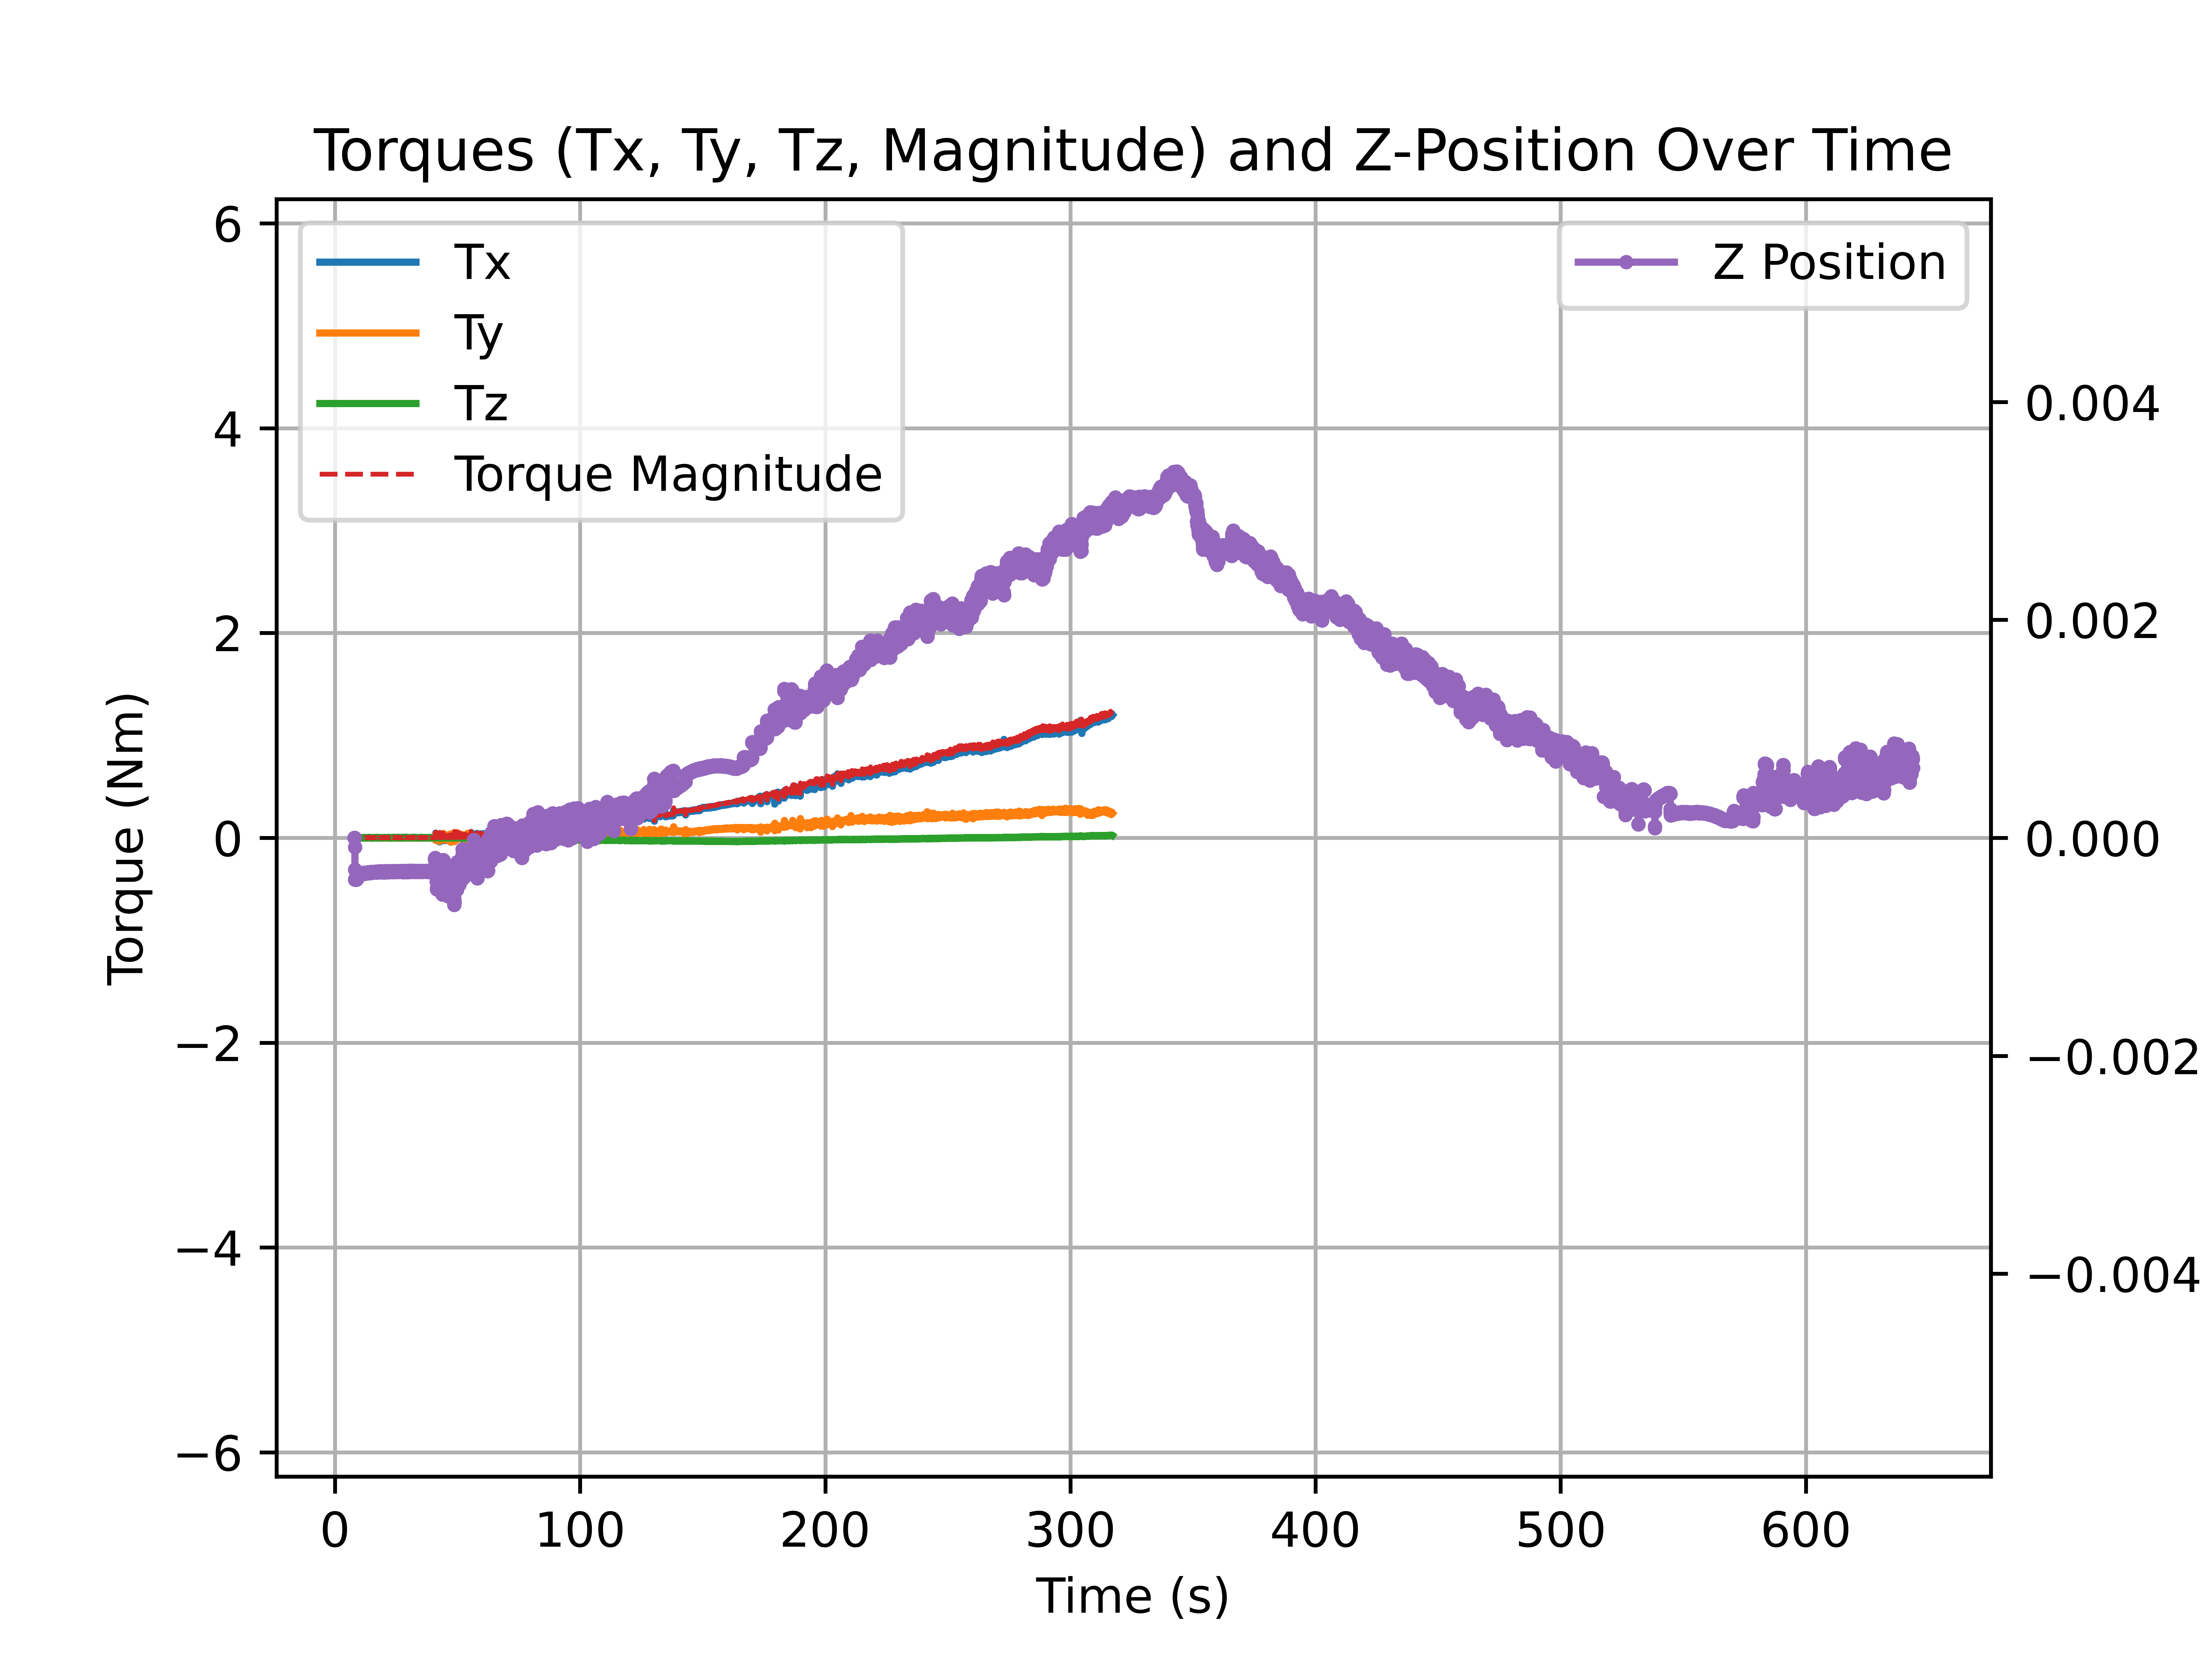 Torques (Tx, Ty, Tz, Magnitude) and Z-Position Over Time
Tx
Ty
Tz
Torque Magnitude
Z Position
Torque (Nm)
6
4
2
0
−2
−4
−6
0.004
0.002
0.000
−0.002
−0.004
0 100 200 300 400 500 600
Time (s)